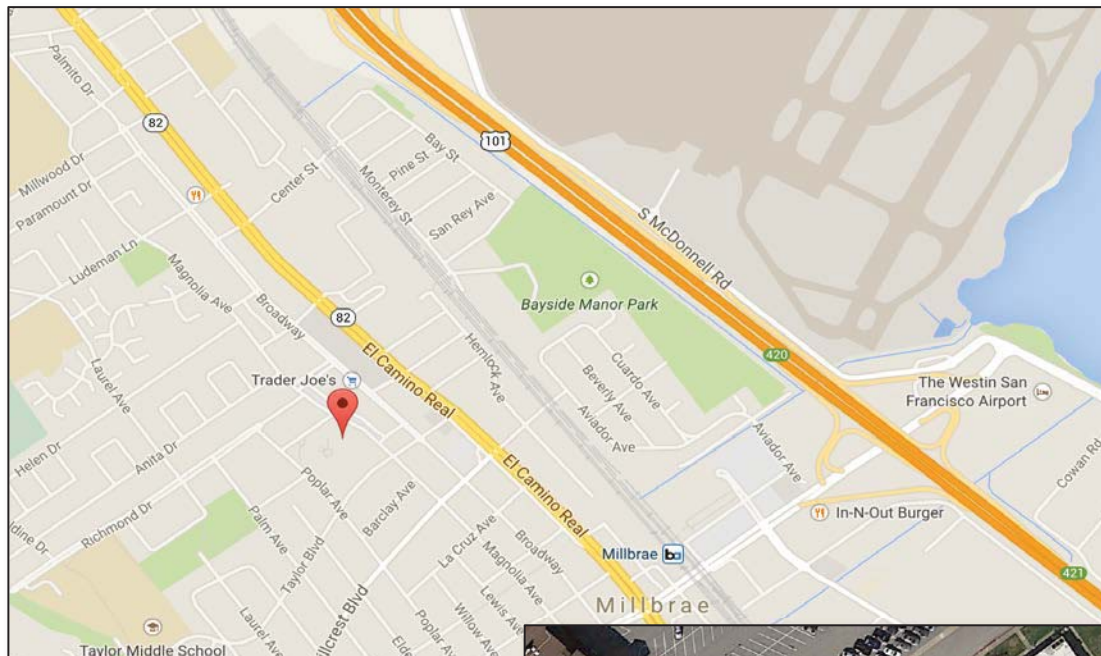 Palmito Dr
82
101
Millwood Dr
Paramount Dr
Ludeman Ln
Center St
Monterey St
Bay St
Pine St
San Rey Ave
S McDonnell Rd
Magnolia Ave
Broadway
Bayside Manor Park
82
El Camino Real
Hemlock Ave
Cuardo Ave
Beverly Ave
Aviador Ave
420
The Westin San
Francisco Airport
Trader Joe's
Laurel Ave
Helen Dr
Anita Dr
Richmond Dr
Poplar Ave
Barclay Ave
El Camino Real
Aviador Ave
Cowan Rd
In-N-Out Burger
Palm Ave
Taylor Blvd
La Cruz Ave
Broadway
Magnolia Ave
Lewis Ave
Willow Ave
Poplar Ave
Millbrae
ba
421
Millbrae
Laurel Ave
Taylor Middle School